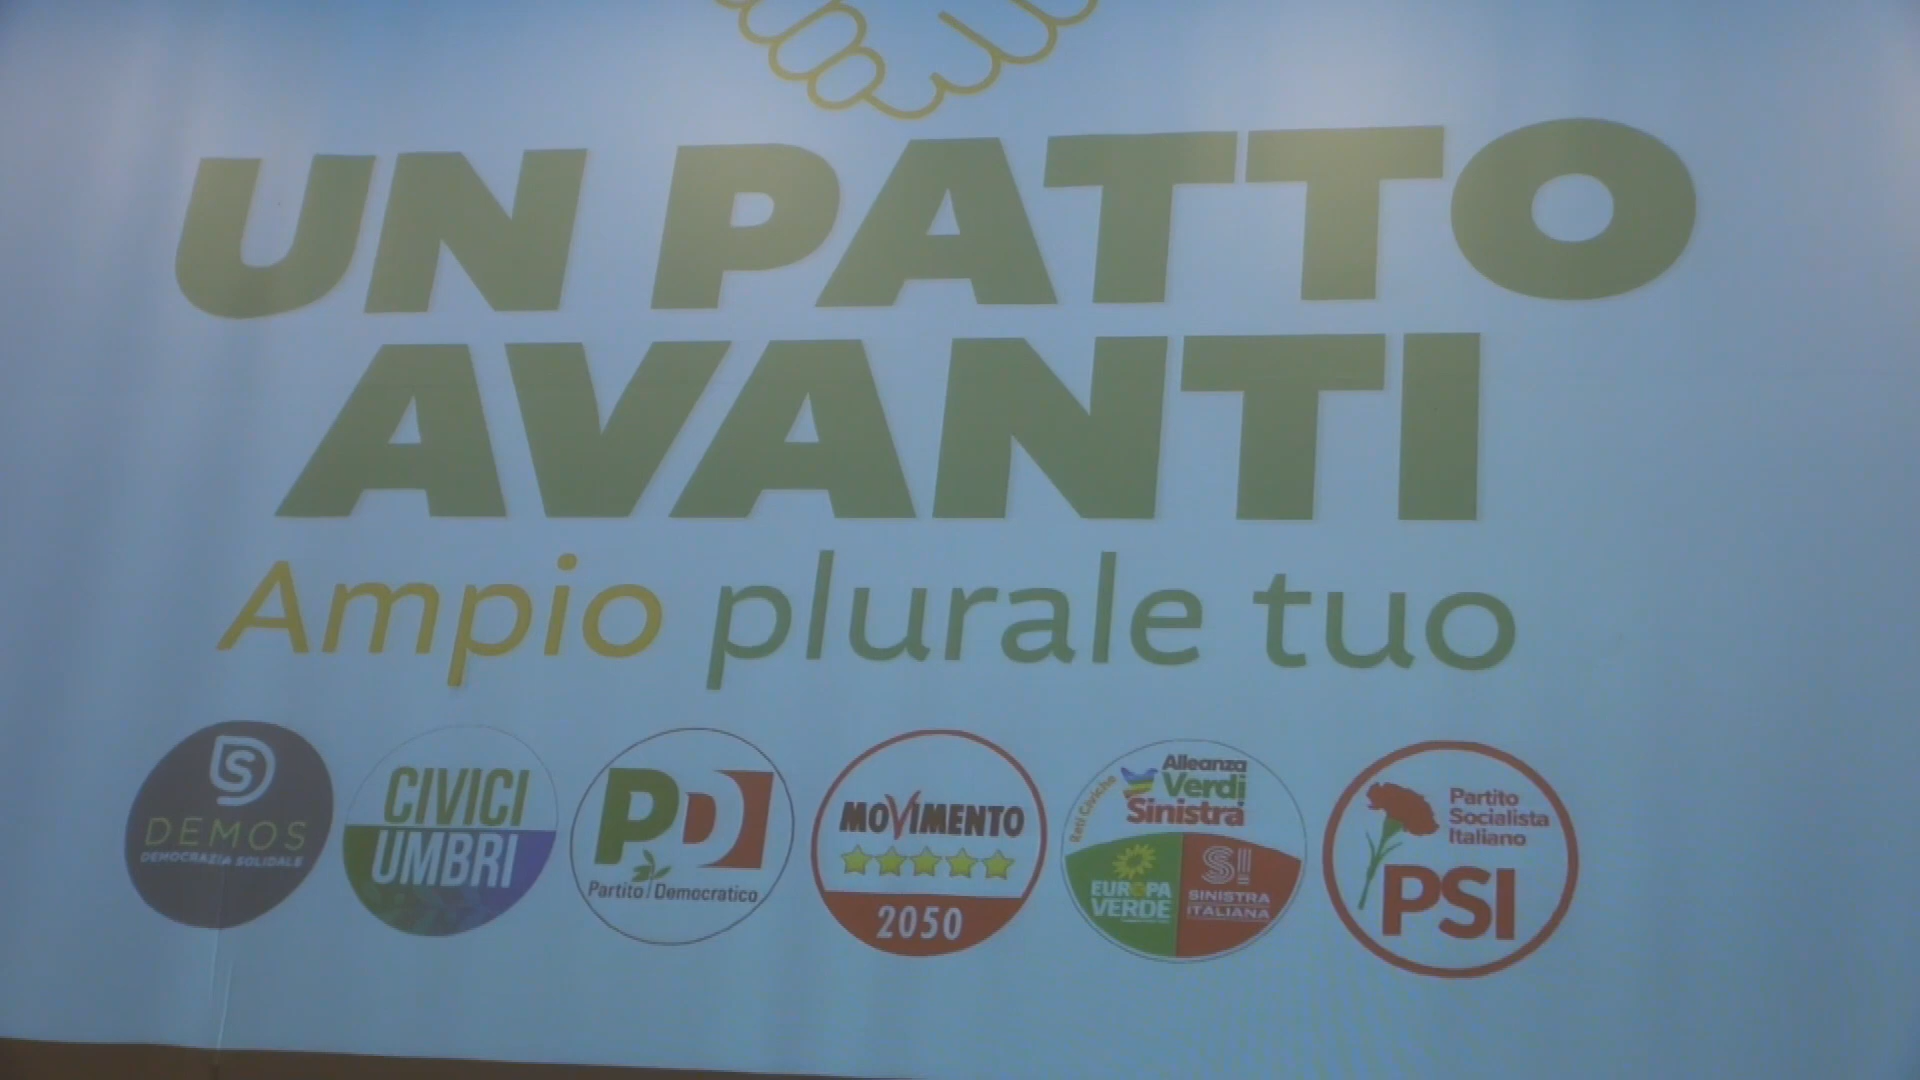 UN PATTO
AVANTI
Ampio plurale tuo
DS
DEMOS
DEMOCRAZIA SOLIDALE
CIVICI
UMBRI
PD
Partito Democratico
MOVIMENTO
2050
Reti Civiche
Alleanza
Verdi
Sinistra
EUROPA
VERDE
S!
SINISTRA
ITALIANA
Partito
Socialista
Italiano
PSI